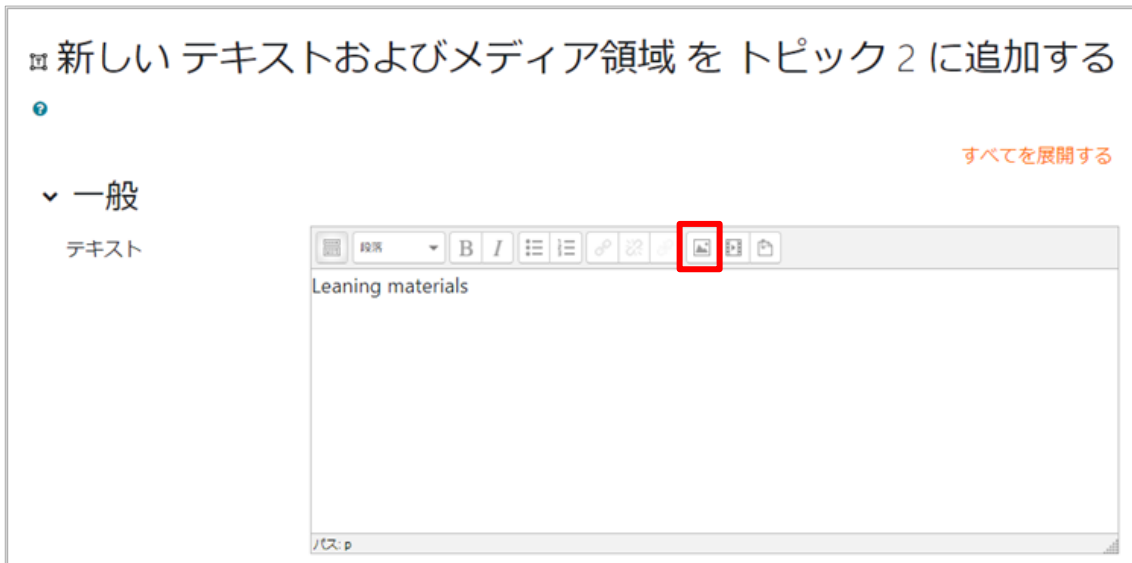 新しい テキストおよびメディア領域 を トピック 2 に追加する
すべてを展開する
一般
テキスト
段落 B I
Leaning materials
パス: p